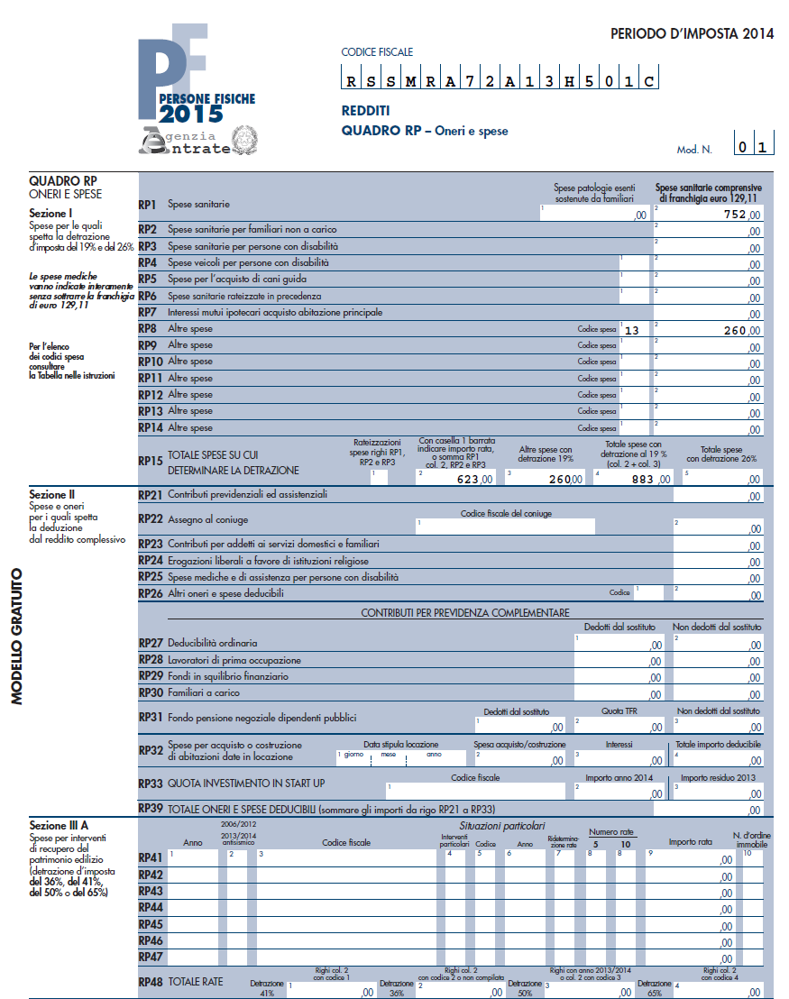 PERIODO D'IMPOSTA 2014
CODICE FISCALE
R S S M R A 7 2 A 1 3 H 5 0 1 C
PF
PERSONE FISICHE
2015
Agenzia
Entrate
REDDITI
QUADRO RP – Oneri e spese
Mod. N. 0 1
QUADRO RP
ONERI E SPESE
Sezione I
Spese per le quali
spetta la detrazione
d'imposta del 19% e del 26%
Le spese mediche
vanno indicate interamente
senza sottrarre la franchigia
di euro 129,11
Per l'elenco
dei codici spesa
consultare
la Tabella nelle istruzioni
Spese patologie esenti
sostenute da familiari
Spese sanitarie comprensive
di franchigia euro 129,11
RP1 Spese sanitarie 1 ,00 2 752,00
RP2 Spese sanitarie per familiari non a carico 2 ,00
RP3 Spese sanitarie per persone con disabilità 2 ,00
RP4 Spese veicoli per persone con disabilità 1 2 ,00
RP5 Spese per l'acquisto di cani guida 1 2 ,00
RP6 Spese sanitarie rateizzate in precedenza 1 2 ,00
RP7 Interessi mutui ipotecari acquisto abitazione principale ,00
RP8 Altre spese Codice spesa 1 13 2 260,00
RP9 Altre spese Codice spesa 1 2 ,00
RP10 Altre spese Codice spesa 1 2 ,00
RP11 Altre spese Codice spesa 1 2 ,00
RP12 Altre spese Codice spesa 1 2 ,00
RP13 Altre spese Codice spesa 1 2 ,00
RP14 Altre spese Codice spesa 1 2 ,00
RP15 TOTALE SPESE SU CUI
DETERMINARE LA DETRAZIONE
Rateizzazioni
spese righi RP1,
RP2 e RP3
1
Con casella 1 barrata
indicare importo rata,
o somma RP1
col. 2, RP2 e RP3
2 623,00
Altre spese con
detrazione 19%
3 260,00
Totale spese con
detrazione al 19 %
(col. 2 + col. 3)
4 883 ,00
Totale spese
con detrazione 26%
5 ,00
Sezione II
Spese e oneri
per i quali spetta
la deduzione
dal reddito complessivo
RP21 Contributi previdenziali ed assistenziali ,00
Codice fiscale del coniuge
RP22 Assegno al coniuge 1 2 ,00
RP23 Contributi per addetti ai servizi domestici e familiari ,00
RP24 Erogazioni liberali a favore di istituzioni religiose ,00
RP25 Spese mediche e di assistenza per persone con disabilità ,00
RP26 Altri oneri e spese deducibili Codice 1 2 ,00
CONTRIBUTI PER PREVIDENZA COMPLEMENTARE
Dedotti dal sostituto Non dedotti dal sostituto
RP27 Deducibilità ordinaria 1 ,00 2 ,00
RP28 Lavoratori di prima occupazione ,00 ,00
RP29 Fondi in squilibrio finanziario ,00 ,00
RP30 Familiari a carico ,00 ,00
Dedotti dal sostituto Quota TFR Non dedotti dal sostituto
RP31 Fondo pensione negoziale dipendenti pubblici 1 ,00 2 ,00 3 ,00
RP32 Spese per acquisto o costruzione
di abitazioni date in locazione
Data stipula locazione Spesa acquisto/costruzione Interessi Totale importo deducibile
1 giorno mese anno 2 ,00 3 ,00 4 ,00
Codice fiscale Importo anno 2014 Importo residuo 2013
RP33 QUOTA INVESTIMENTO IN START UP 1 2 ,00 3 ,00
RP39 TOTALE ONERI E SPESE DEDUCIBILI (sommare gli importi da rigo RP21 a RP33) ,00
MODELLO GRATUITO
Sezione III A
Spese per interventi
di recupero del
patrimonio edilizio
(detrazione d'imposta
del 36%, del 41%,
del 50% o del 65%)
Situazioni particolari
Anno
2006/2012
2013/2014
antisismico
Codice fiscale
Interventi
particolari
Codice
Anno
Ridetermina-
zione rate
Numero rate
5 10
Importo rata
N. d'ordine
immobile
RP41 1 2 3 4 5 6 7 8 8 9 ,00 10
RP42 ,00
RP43 ,00
RP44 ,00
RP45 ,00
RP46 ,00
RP47 ,00
RP48 TOTALE RATE
Detrazione
41%
Righi col. 2
con codice 1
1 ,00
Detrazione
36%
Righi col. 2
con codice 2 o non compilata
2 ,00
Detrazione
50%
Righi con anno 2013/2014
o col. 2 con codice 3
3 ,00
Detrazione
65%
Righi col. 2
con codice 4
4 ,00